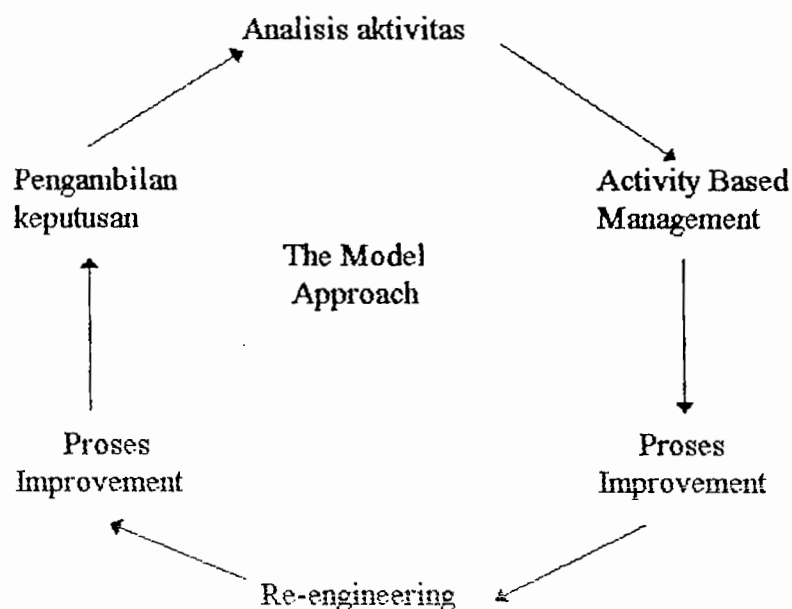 Analisis aktivitas
Pengambilan
keputusan
Activity Based
Management
The Model
Approach
Proses
Improvement
Proses
Improvement
Re-engineering